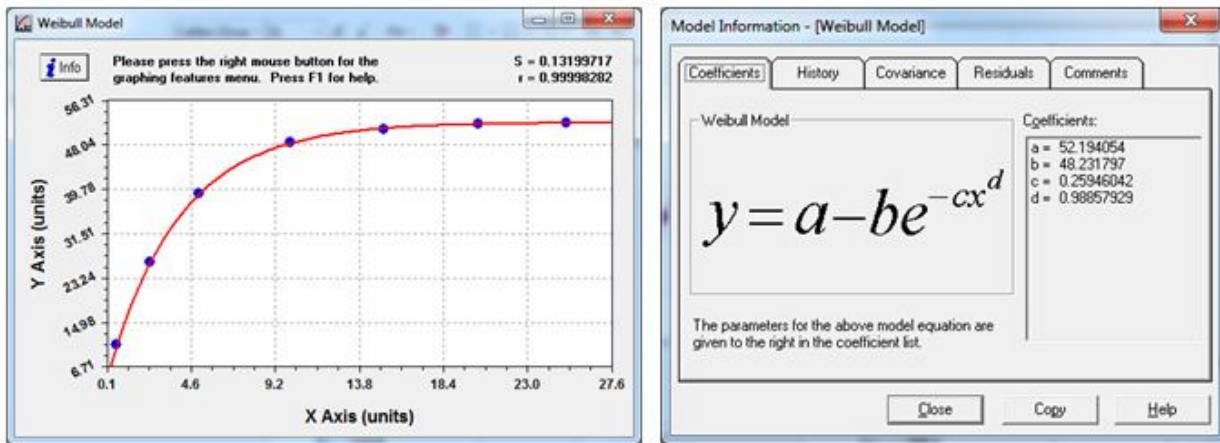 Weibull Model
Info
Please press the right mouse button for the
graphing features menu. Press F1 for help.
S = 0.13199717
r = 0.99998282
Y Axis (units)
56.31
48.04
39.78
31.51
23.24
14.98
6.71
0.1 4.6 9.2 13.8 18.4 23.0 27.6
X Axis (units)
Model Information - [Weibull Model]
Coefficients History Covariance Residuals Comments
Weibull Model
y = a - be^{-cx^d}
The parameters for the above model equation are
given to the right in the coefficient list.
Coefficients:
a = 52.194054
b = 48.231797
c = 0.25946042
d = 0.98857929
Close Copy Help